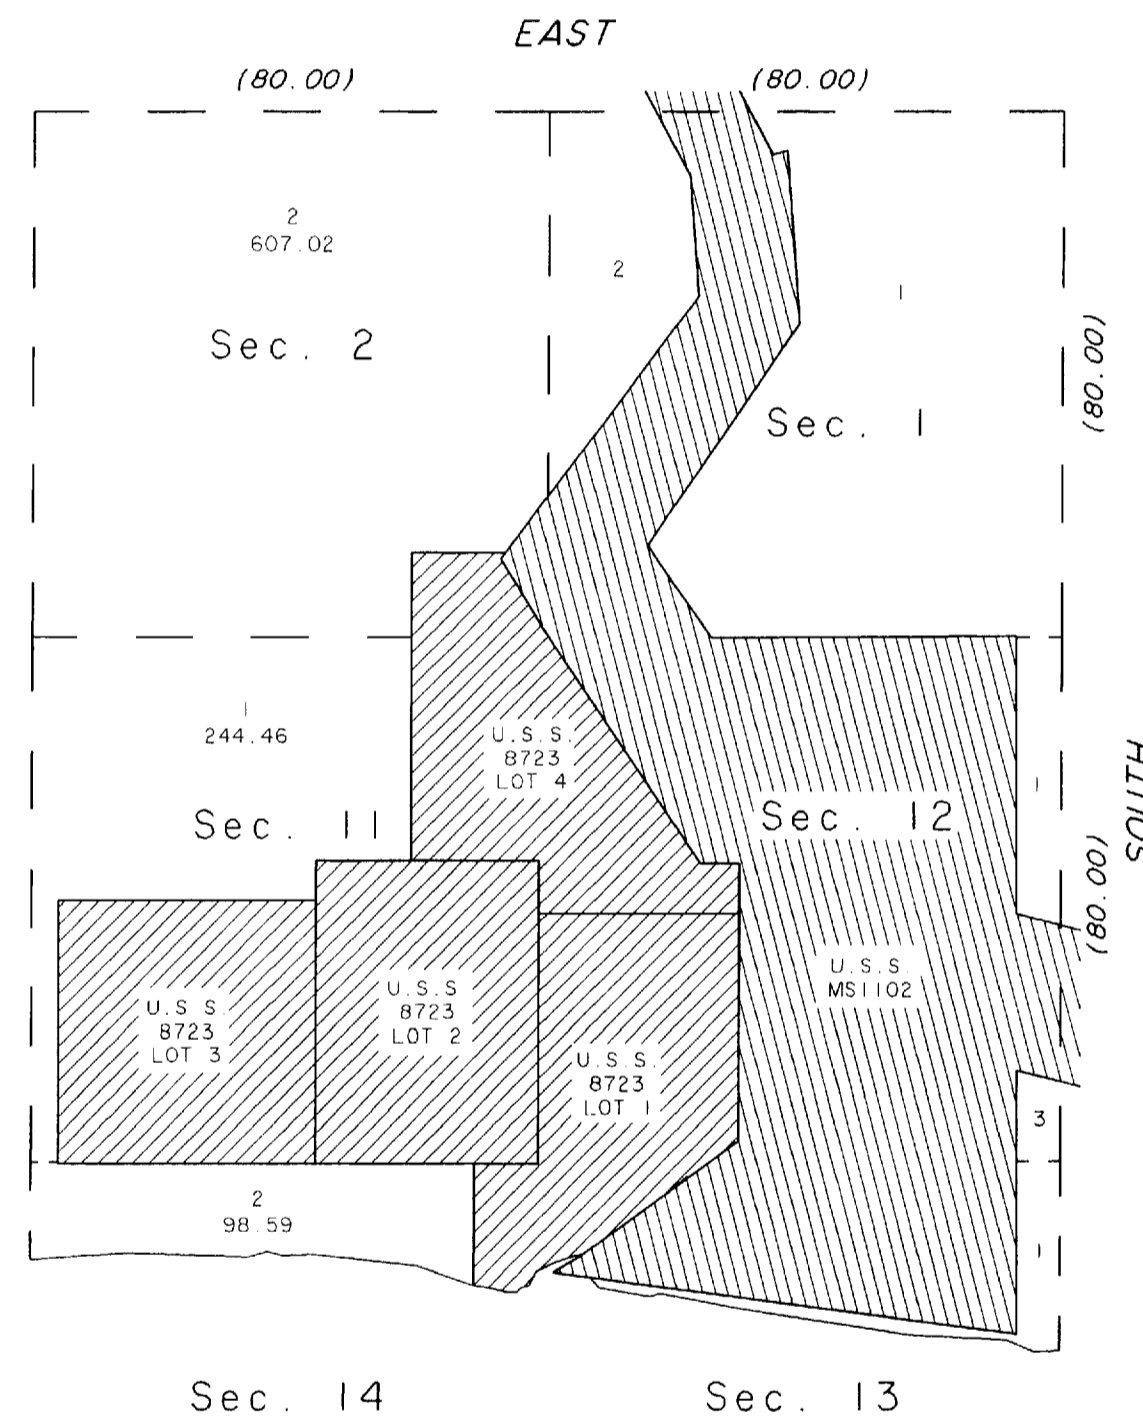 EAST
(80.00) (80.00)
2
607.02
2
1
Sec. 2
(80.00)
Sec. 1
1
244.46
U.S.S.
8723
LOT 4
1
Sec. 11
Sec. 12
SOUTH
(80.00)
U.S.S.
MS1102
U.S.S
8723
LOT 2
U.S S.
8723
LOT 3
U.S.S.
8723
LOT 1
3
2
98.59
1
Sec. 14
Sec. 13